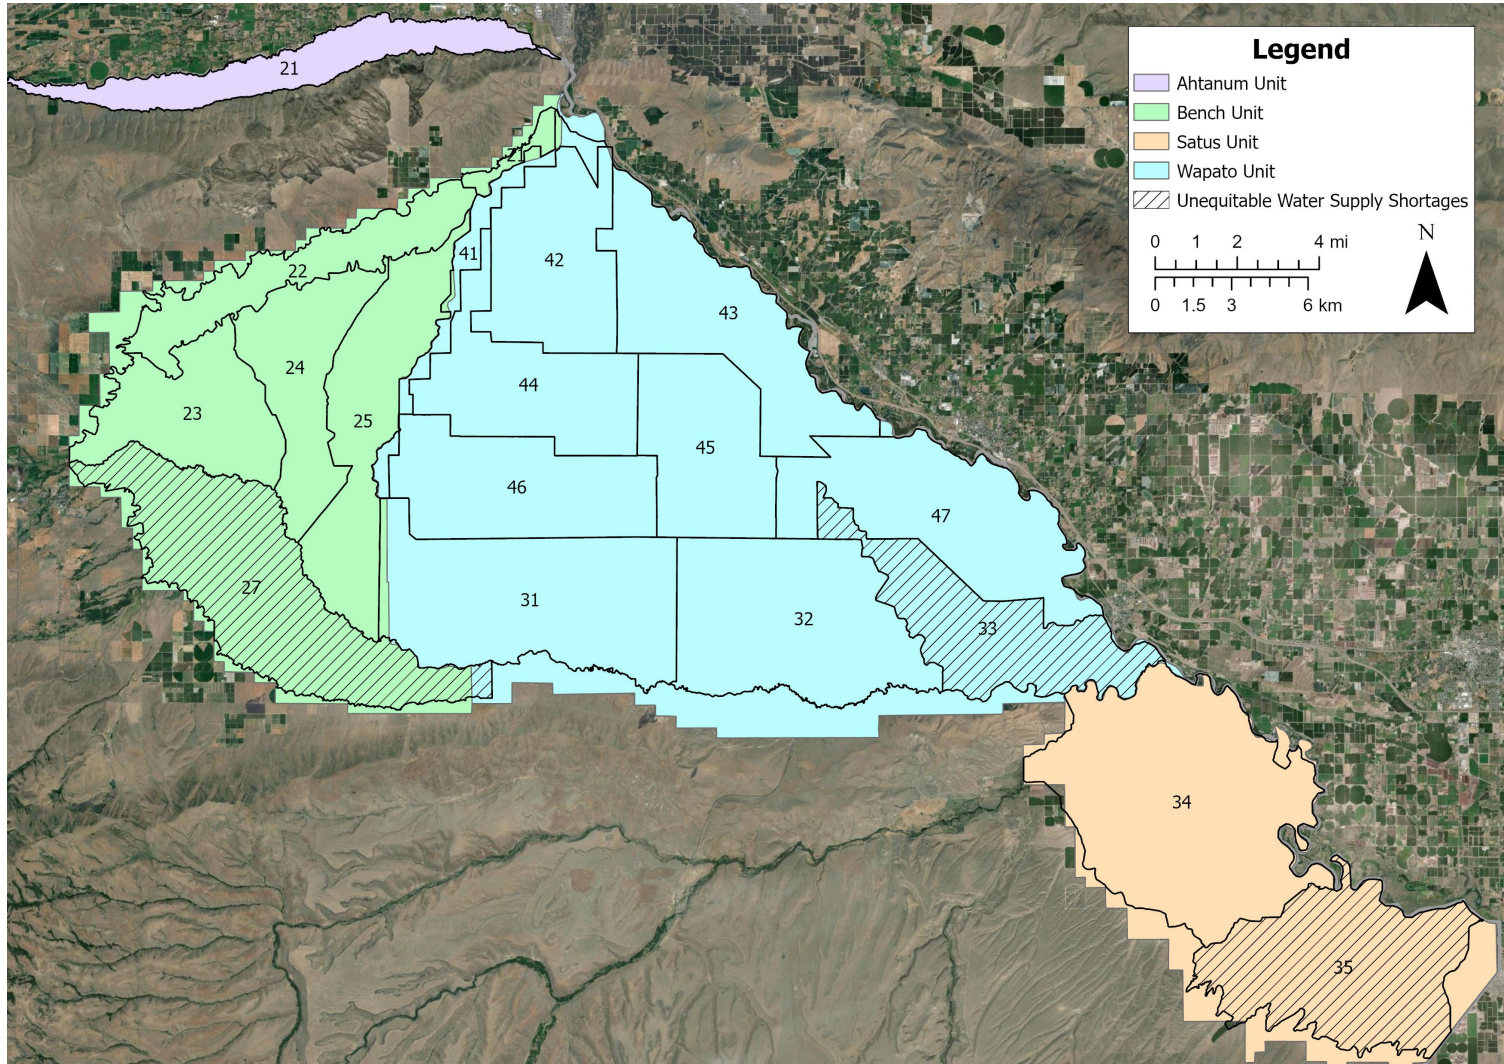 Legend
Ahtanum Unit
Bench Unit
Satus Unit
Wapato Unit
Unequitable Water Supply Shortages
0 1 2 4 mi
0 1.5 3 6 km
N
21
21
22
41
42
43
24
44
23
25
45
46
47
27
31
32
33
34
35